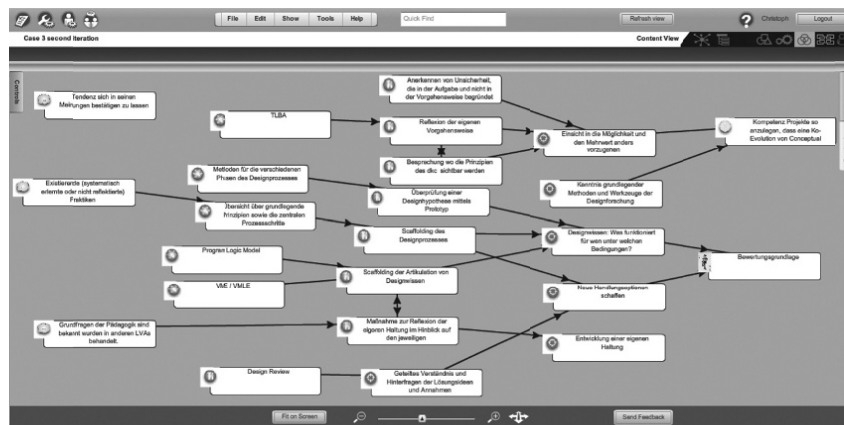 File Edit Show Tools Help
Quick Find
Refresh view
Christoph
Logout
Case 3 second Iteration
Content View
Controls
Tendenz sich in seinen
Meinungen bestätigen zu lassen
Anerkennen von Unsicherheit,
die in der Aufgabe und nicht in
der Vorgehensweise begründet
TLBA
Reflexion der eigenen
Vorgehensweise
Einsicht in die Möglichkeit und
den Mehrwert anders
vorzugehen
Kompetenz Projekte so
anzulegen, dass eine Ko-
Evolution von Conceptual
Besprechung wo die Prinzipien
des dkc sichtbar werden
Metioden für die verschiedenen
Phasen des Designprozesses
Existierende (systematisch
erlernte oder nicht reflektierte)
Praktiken
Überprüfung einer
Designhypothese mittels
Prototyp
Kenntnis grundlegender
Methoden und Werkzeuge der
Designforschung
Übersicht über grundlegende
Prinzipien sowie die zentralen
Prozessschritte
Scaffolding des
Designprozesses
Designwissen: Was funktioniert
für wen unter welchen
Bedingungen?
Program Logic Model
Bewertungsgrundlage
Scaffolding der Artikulation von
Designwissen
VME / VMLE
Neue Handlungsoptionen
schaffen
Grundfragen der Pädagogik sind
bekannt wurden in anderen LVAs
behandelt.
Maßnahme zur Reflexion der
eigenen Haltung im Hinblick auf
den jeweiligen
Entwicklung einer eigenen
Haltung
Design Review
Geteiltes Verständnis und
Hinterfragen der Lösungsideen
und Annahmen
Fit on Screen
Send Feedback